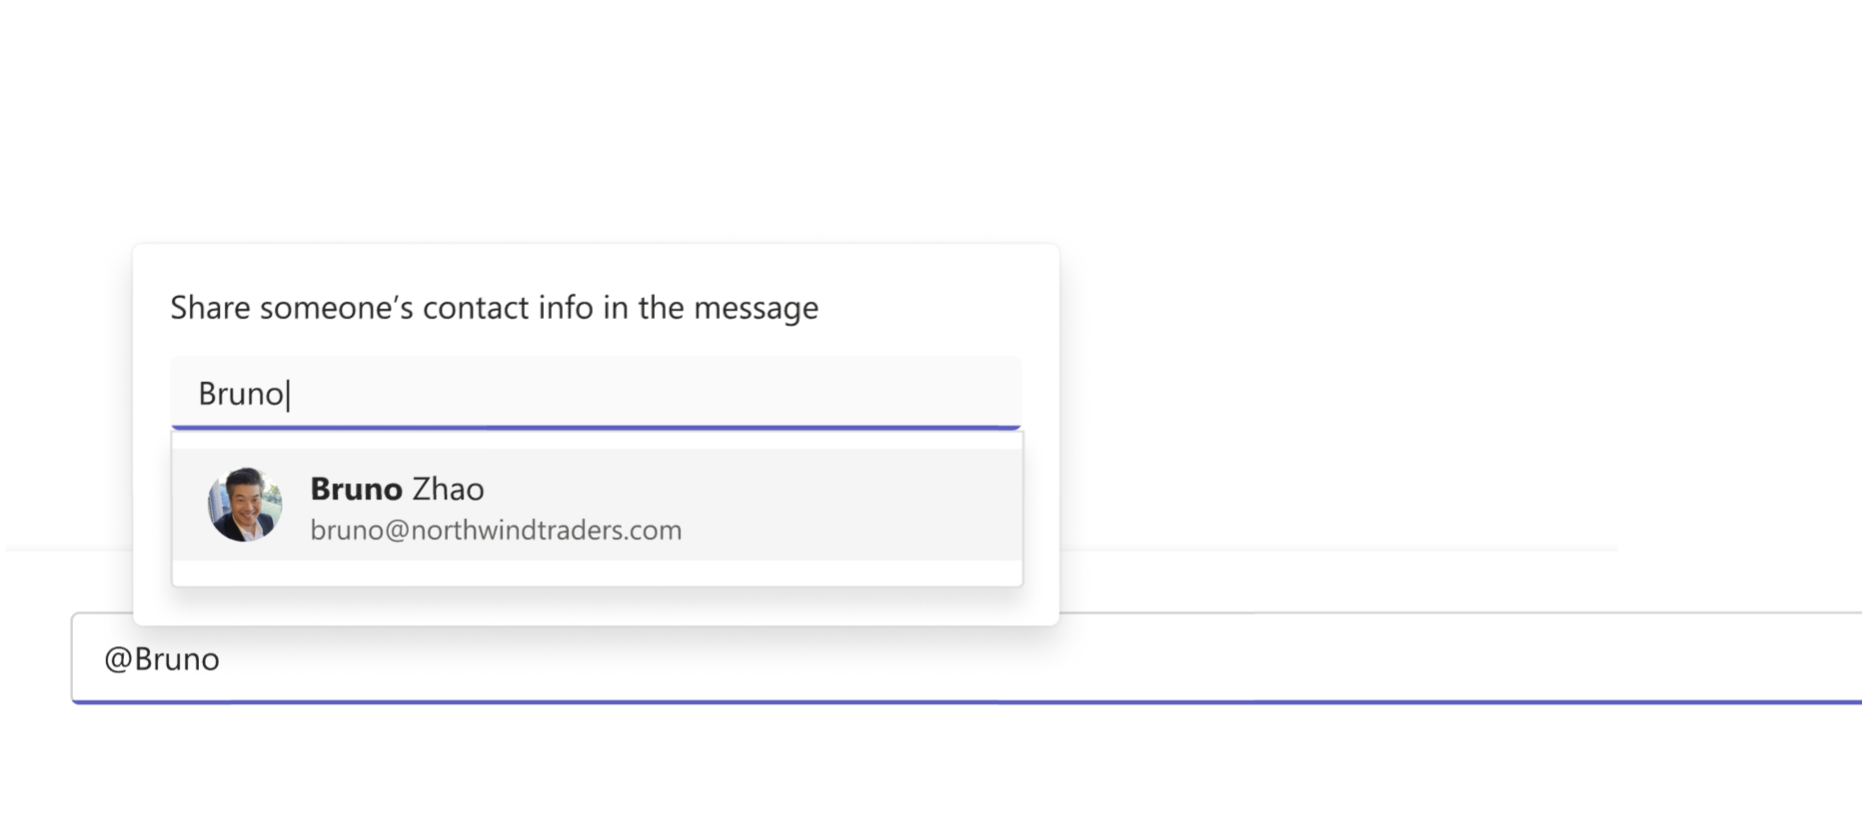 Share someone’s contact info in the message
Bruno
Bruno Zhao
bruno@northwindtraders.com
@Bruno